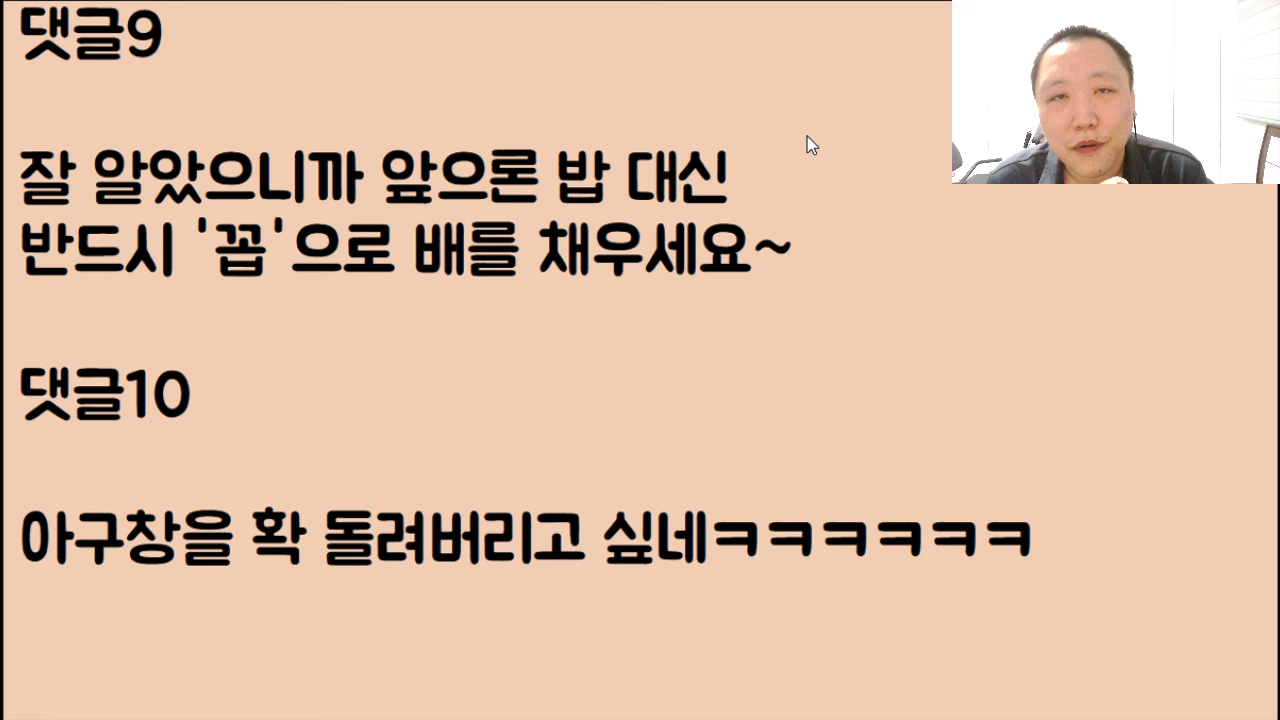 댓글9
잘 알았으니까 앞으론 밥 대신
반드시 '꼽'으로 배를 채우세요~
댓글10
아구창을 확 돌려버리고 싶네ㅋㅋㅋㅋㅋㅋ